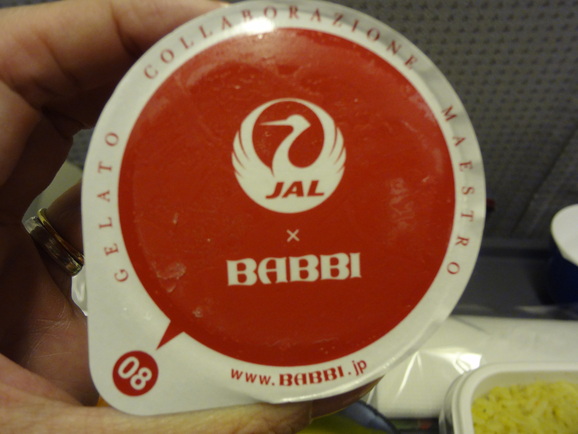 GELATO COLLABORAZIONE MAESTRO
JAL
×
BABBI
08
www.BABBI.jp